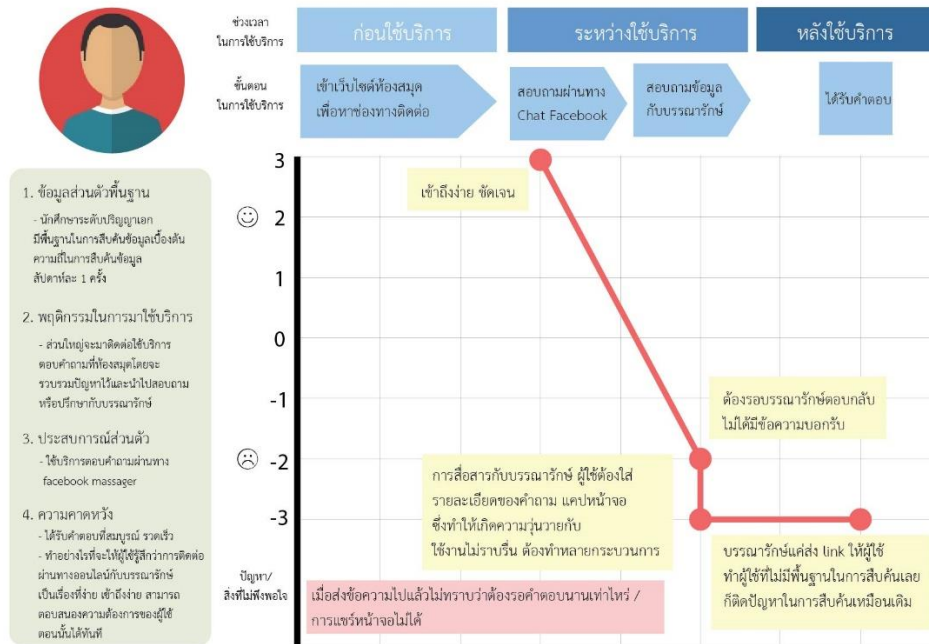 ช่วงเวลา
ในการใช้บริการ
ก่อนใช้บริการ
ระหว่างใช้บริการ
หลังใช้บริการ
ขั้นตอน
ในการใช้บริการ
เข้าเว็บไซต์ห้องสมุด
เพื่อหาช่องทางติดต่อ
สอบถามผ่านทาง
Chat Facebook
สอบถามข้อมูล
กับบรรณารักษ์
ได้รับคำตอบ
1. ข้อมูลส่วนตัวพื้นฐาน
- นักศึกษาระดับปริญญาเอก
มีพื้นฐานในการสืบค้นข้อมูลเบื้องต้น
ความถี่ในการสืบค้นข้อมูล
สัปดาห์ละ 1 ครั้ง
2. พฤติกรรมในการมาใช้บริการ
- ส่วนใหญ่จะมาติดต่อใช้บริการ
ตอบคำถามที่ห้องสมุดโดยจะ
รวบรวมปัญหาไว้และนำไปสอบถาม
หรือปรึกษากับบรรณารักษ์
3. ประสบการณ์ส่วนตัว
- ใช้บริการตอบคำถามผ่านทาง
facebook massager
4. ความคาดหวัง
- ได้รับคำตอบที่สมบูรณ์ รวดเร็ว
- ทำอย่างไรที่จะให้ผู้ใช้รู้สึกว่าการติดต่อ
ผ่านทางออนไลน์กับบรรณารักษ์
เป็นเรื่องที่ง่าย เข้าถึงง่าย สามารถ
ตอบสนองความต้องการของผู้ใช้
ตอนนั้นได้ทันที
3
2
1
0
-1
-2
-3
เข้าถึงง่าย ชัดเจน
ต้องรอบรรณารักษ์ตอบกลับ
ไม่ได้มีข้อความบอกรับ
การสื่อสารกับบรรณารักษ์ ผู้ใช้ต้องใส่
รายละเอียดของคำถาม แคปหน้าจอ
ซึ่งทำให้เกิดความวุ่นวายกับ
ใช้งานไม่ราบรื่น ต้องทำหลายกระบวนการ
บรรณารักษ์แค่ส่ง link ให้ผู้ใช้
ทำผู้ใช้ที่ไม่มีพื้นฐานในการสืบค้นเลย
ก็ติดปัญหาในการสืบค้นเหมือนเดิม
ปัญหา/
สิ่งที่ไม่พึงพอใจ
เมื่อส่งข้อความไปแล้วไม่ทราบว่าต้องรอคำตอบนานเท่าไหร่ /
การแชร์หน้าจอไม่ได้